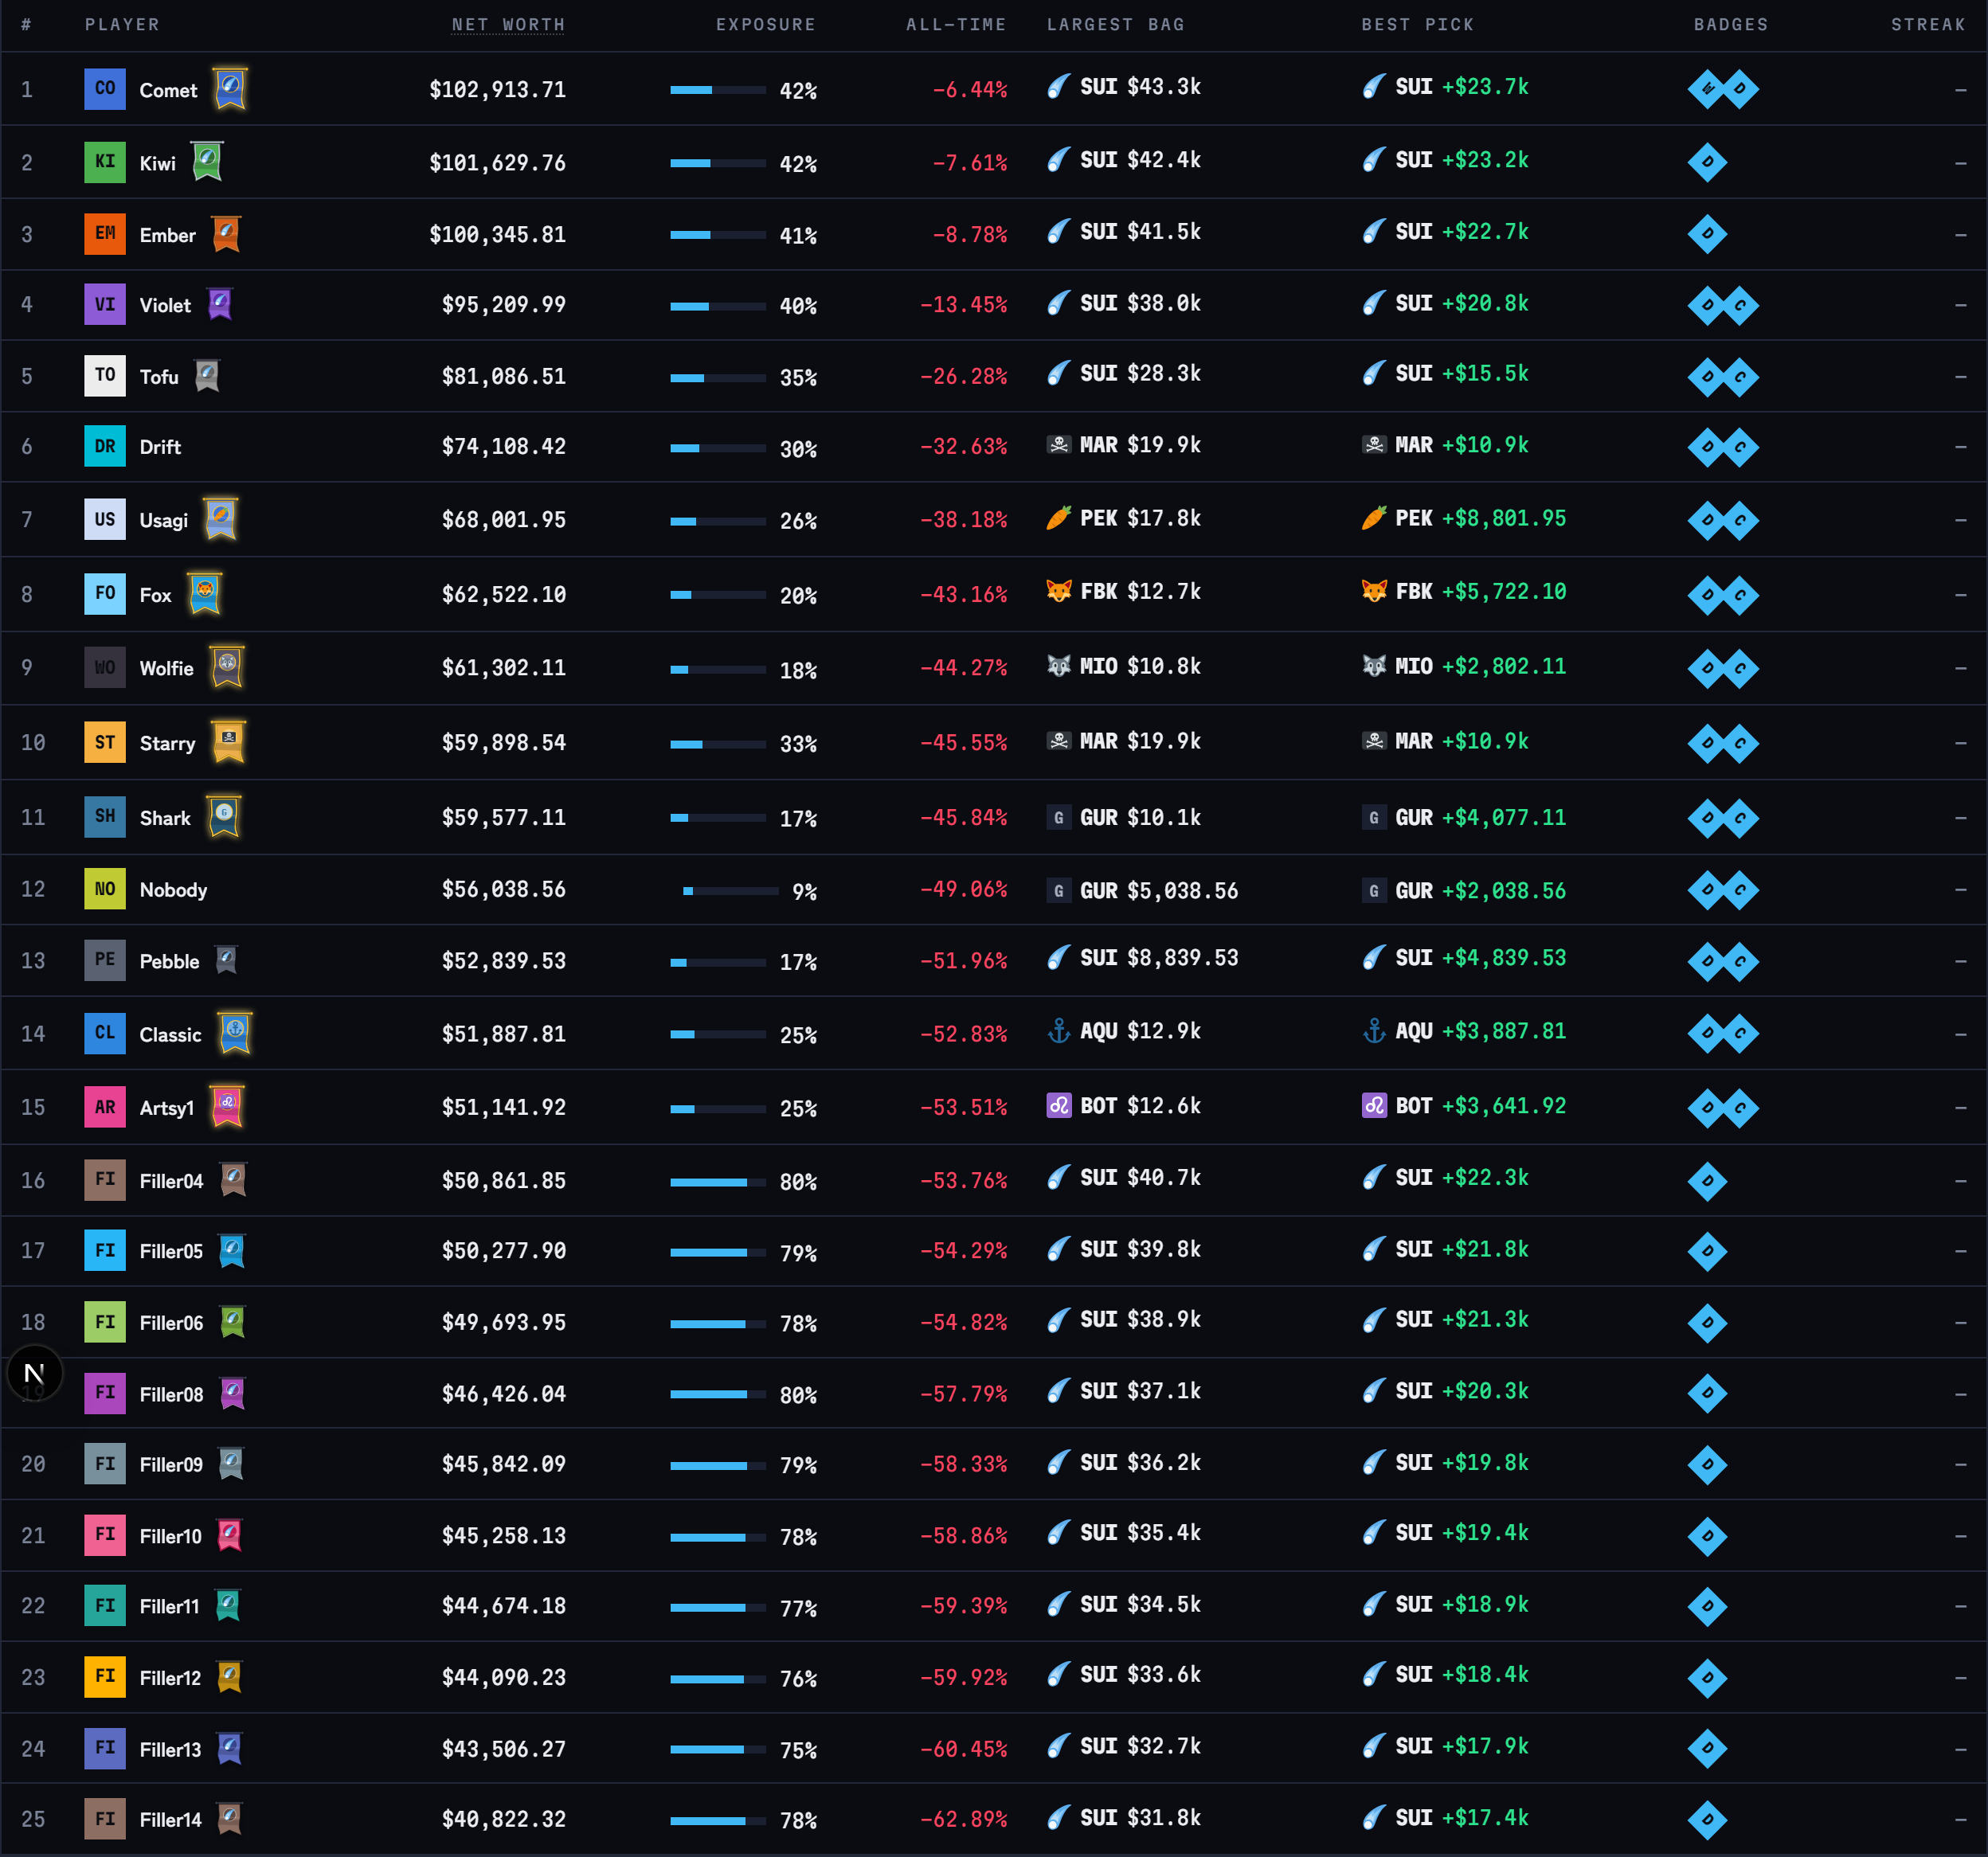 # PLAYER NET WORTH EXPOSURE ALL-TIME LARGEST BAG BEST PICK BADGES STREAK
1 CO Comet $102,913.71 42% -6.44% SUI $43.3k SUI +$23.7k W D —
2 KI Kiwi $101,629.76 42% -7.61% SUI $42.4k SUI +$23.2k D —
3 EM Ember $100,345.81 41% -8.78% SUI $41.5k SUI +$22.7k D —
4 VI Violet $95,209.99 40% -13.45% SUI $38.0k SUI +$20.8k D C —
5 TO Tofu $81,086.51 35% -26.28% SUI $28.3k SUI +$15.5k D C —
6 DR Drift $74,108.42 30% -32.63% MAR $19.9k MAR +$10.9k D C —
7 US Usagi $68,001.95 26% -38.18% PEK $17.8k PEK +$8,801.95 D C —
8 FO Fox $62,522.10 20% -43.16% FBK $12.7k FBK +$5,722.10 D C —
9 WO Wolfie $61,302.11 18% -44.27% MIO $10.8k MIO +$2,802.11 D C —
10 ST Starry $59,898.54 33% -45.55% MAR $19.9k MAR +$10.9k D C —
11 SH Shark G $59,577.11 17% -45.84% G GUR $10.1k G GUR +$4,077.11 D C —
12 NO Nobody $56,038.56 9% -49.06% G GUR $5,038.56 G GUR +$2,038.56 D C —
13 PE Pebble $52,839.53 17% -51.96% SUI $8,839.53 SUI +$4,839.53 D C —
14 CL Classic $51,887.81 25% -52.83% AQU $12.9k AQU +$3,887.81 D C —
15 AR Artsy1 $51,141.92 25% -53.51% BOT $12.6k BOT +$3,641.92 D C —
16 FI Filler04 $50,861.85 80% -53.76% SUI $40.7k SUI +$22.3k D —
17 FI Filler05 $50,277.90 79% -54.29% SUI $39.8k SUI +$21.8k D —
18 FI Filler06 $49,693.95 78% -54.82% SUI $38.9k SUI +$21.3k D —
N
19 FI Filler08 $46,426.04 80% -57.79% SUI $37.1k SUI +$20.3k D —
20 FI Filler09 $45,842.09 79% -58.33% SUI $36.2k SUI +$19.8k D —
21 FI Filler10 $45,258.13 78% -58.86% SUI $35.4k SUI +$19.4k D —
22 FI Filler11 $44,674.18 77% -59.39% SUI $34.5k SUI +$18.9k D —
23 FI Filler12 $44,090.23 76% -59.92% SUI $33.6k SUI +$18.4k D —
24 FI Filler13 $43,506.27 75% -60.45% SUI $32.7k SUI +$17.9k D —
25 FI Filler14 $40,822.32 78% -62.89% SUI $31.8k SUI +$17.4k D —